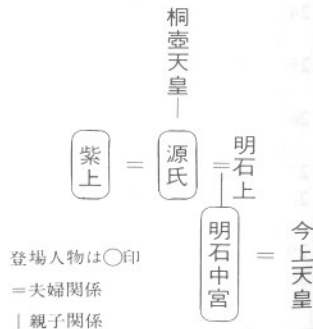 桐壺天皇
明石上
源氏
紫上
今上天皇
明石中宮
登場人物は○印
=夫婦関係
|親子関係